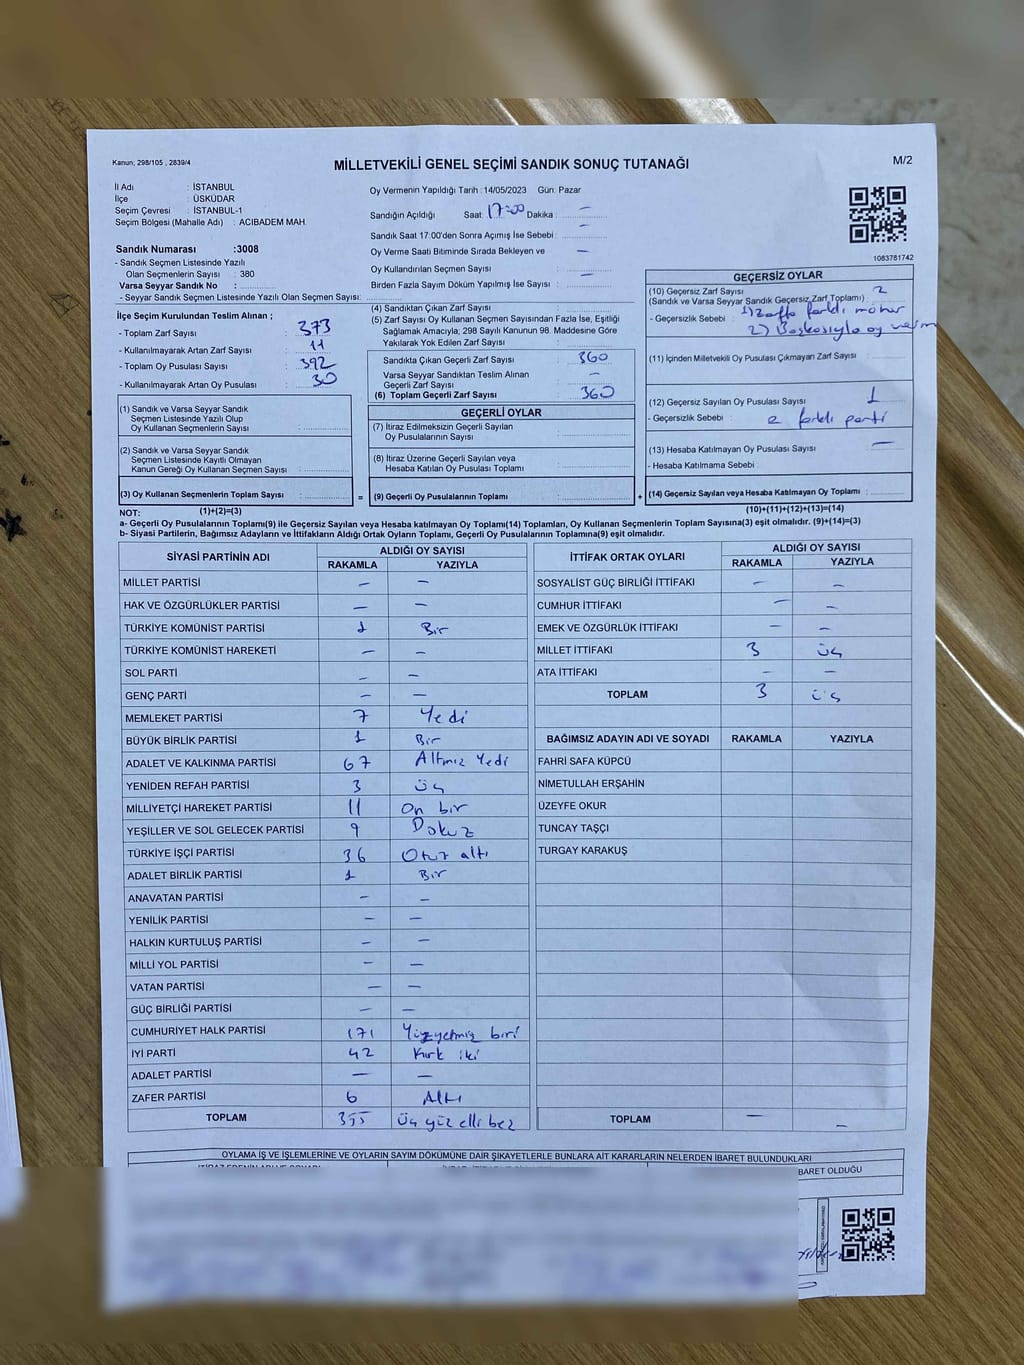 Kanun; 298/105 , 2839/4
MİLLETVEKİLİ GENEL SEÇİMİ SANDIK SONUÇ TUTANAĞI
M/2
İl Adı : İSTANBUL
İlçe : ÜSKÜDAR
Seçim Çevresi : İSTANBUL-1
Seçim Bölgesi (Mahalle Adı) : ACIBADEM MAH.
Sandık Numarası :3008
- Sandık Seçmen Listesinde Yazılı
Olan Seçmenlerin Sayısı : 380
Varsa Seyyar Sandık No :
- Seyyar Sandık Seçmen Listesinde Yazılı Olan Seçmen Sayısı:
Oy Vermenin Yapıldığı Tarih : 14/05/2023 Gün: Pazar
Sandığın Açıldığı Saat: 17:00 Dakika : —
Sandık Saat 17:00'den Sonra Açımış İse Sebebi : —
Oy Verme Saati Bitiminde Sırada Bekleyen ve —
Oy Kullandırılan Seçmen Sayısı
Birden Fazla Sayım Döküm Yapılmış İse Sayısı : —
1083781742
İlçe Seçim Kurulundan Teslim Alınan ;
- Toplam Zarf Sayısı : 373
- Kullanılmayarak Artan Zarf Sayısı : 11
- Toplam Oy Pusulası Sayısı : 392
- Kullanılmayarak Artan Oy Pusulası : 30
(1) Sandık ve Varsa Seyyar Sandık
Seçmen Listesinde Yazılı Olup
Oy Kullanan Seçmenlerin Sayısı :
(2) Sandık ve Varsa Seyyar Sandık
Seçmen Listesinde Kayıtlı Olmayan
Kanun Gereği Oy Kullanan Seçmen Sayısı :
(3) Oy Kullanan Seçmenlerin Toplam Sayısı :
(4) Sandıktan Çıkan Zarf Sayısı :
(5) Zarf Sayısı Oy Kullanan Seçmen Sayısından Fazla İse, Eşitliği
Sağlamak Amacıyla; 298 Sayılı Kanunun 98. Maddesine Göre
Yakılarak Yok Edilen Zarf Sayısı :
Sandıkta Çıkan Geçerli Zarf Sayısı : 360
Varsa Seyyar Sandıktan Teslim Alınan
Geçerli Zarf Sayısı : —
(6) Toplam Geçerli Zarf Sayısı : 360
GEÇERLİ OYLAR
(7) İtiraz Edilmeksizin Geçerli Sayılan
Oy Pusulalarının Sayısı :
(8) İtiraz Üzerine Geçerli Sayılan veya
Hesaba Katılan Oy Pusulası Toplamı :
= (9) Geçerli Oy Pusulalarının Toplamı :
GEÇERSİZ OYLAR
(10) Geçersiz Zarf Sayısı 2
(Sandık ve Varsa Seyyar Sandık Geçersiz Zarf Toplamı) :
- Geçersizlik Sebebi : 1) Zarfta farklı mühür
2) Başkasıyla oy
(11) İçinden Milletvekili Oy Pusulası Çıkmayan Zarf Sayısı :
(12) Geçersiz Sayılan Oy Pusulası Sayısı : 1
- Geçersizlik Sebebi : 2 farklı parti
(13) Hesaba Katılmayan Oy Pusulası Sayısı : —
- Hesaba Katılmama Sebebi :
+ (14) Geçersiz Sayılan veya Hesaba Katılmayan Oy Toplamı :
NOT: (1)+(2)=(3)
(10)+(11)+(12)+(13)=(14)
a- Geçerli Oy Pusulalarının Toplamı(9) ile Geçersiz Sayılan veya Hesaba katılmayan Oy Toplamı(14) Toplamları, Oy Kullanan Seçmenlerin Toplam Sayısına(3) eşit olmalıdır. (9)+(14)=(3)
b- Siyasi Partilerin, Bağımsız Adayların ve İttifakların Aldığı Ortak Oyların Toplamı, Geçerli Oy Pusulalarının Toplamına(9) eşit olmalıdır.
SİYASİ PARTİNİN ADI ALDIĞI OY SAYISI
RAKAMLA YAZIYLA
MİLLET PARTİSİ — —
HAK VE ÖZGÜRLÜKLER PARTİSİ — —
TÜRKİYE KOMÜNİST PARTİSİ 1 Bir
TÜRKİYE KOMÜNİST HAREKETİ — —
SOL PARTİ — —
GENÇ PARTİ — —
MEMLEKET PARTİSİ 7 Yedi
BÜYÜK BİRLİK PARTİSİ 1 Bir
ADALET VE KALKINMA PARTİSİ 67 Altmış Yedi
YENİDEN REFAH PARTİSİ 3 üç
MİLLİYETÇİ HAREKET PARTİSİ 11 On bir
YEŞİLLER VE SOL GELECEK PARTİSİ 9 Dokuz
TÜRKİYE İŞÇİ PARTİSİ 36 Otuz altı
ADALET BİRLİK PARTİSİ 1 Bir
ANAVATAN PARTİSİ — —
YENİLİK PARTİSİ — —
HALKIN KURTULUŞ PARTİSİ — —
MİLLİ YOL PARTİSİ — —
VATAN PARTİSİ — —
GÜÇ BİRLİĞİ PARTİSİ — —
CUMHURİYET HALK PARTİSİ 171 Yüzyetmiş biri
İYİ PARTİ 42 Kırk iki
ADALET PARTİSİ — —
ZAFER PARTİSİ 6 Altı
TOPLAM 355 Üç yüz elli beş
İTTİFAK ORTAK OYLARI ALDIĞI OY SAYISI
RAKAMLA YAZIYLA
SOSYALİST GÜÇ BİRLİĞİ İTTİFAKI — —
CUMHUR İTTİFAKI — —
EMEK VE ÖZGÜRLÜK İTTİFAKI — —
MİLLET İTTİFAKI 3 üç
ATA İTTİFAKI — —
TOPLAM 3 üç
BAĞIMSIZ ADAYIN ADI VE SOYADI RAKAMLA YAZIYLA
FAHRİ SAFA KÜPCÜ
NİMETULLAH ERŞAHİN
ÜZEYFE OKUR
TUNCAY TAŞÇI
TURGAY KARAKUŞ
TOPLAM — —
OYLAMA İŞ VE İŞLEMLERİNE VE OYLARIN SAYIM DÖKÜMÜNE DAİR ŞİKAYETLERLE BUNLARA AİT KARARLARIN NELERDEN İBARET BULUNDUKLARI
BARET OLDUĞU